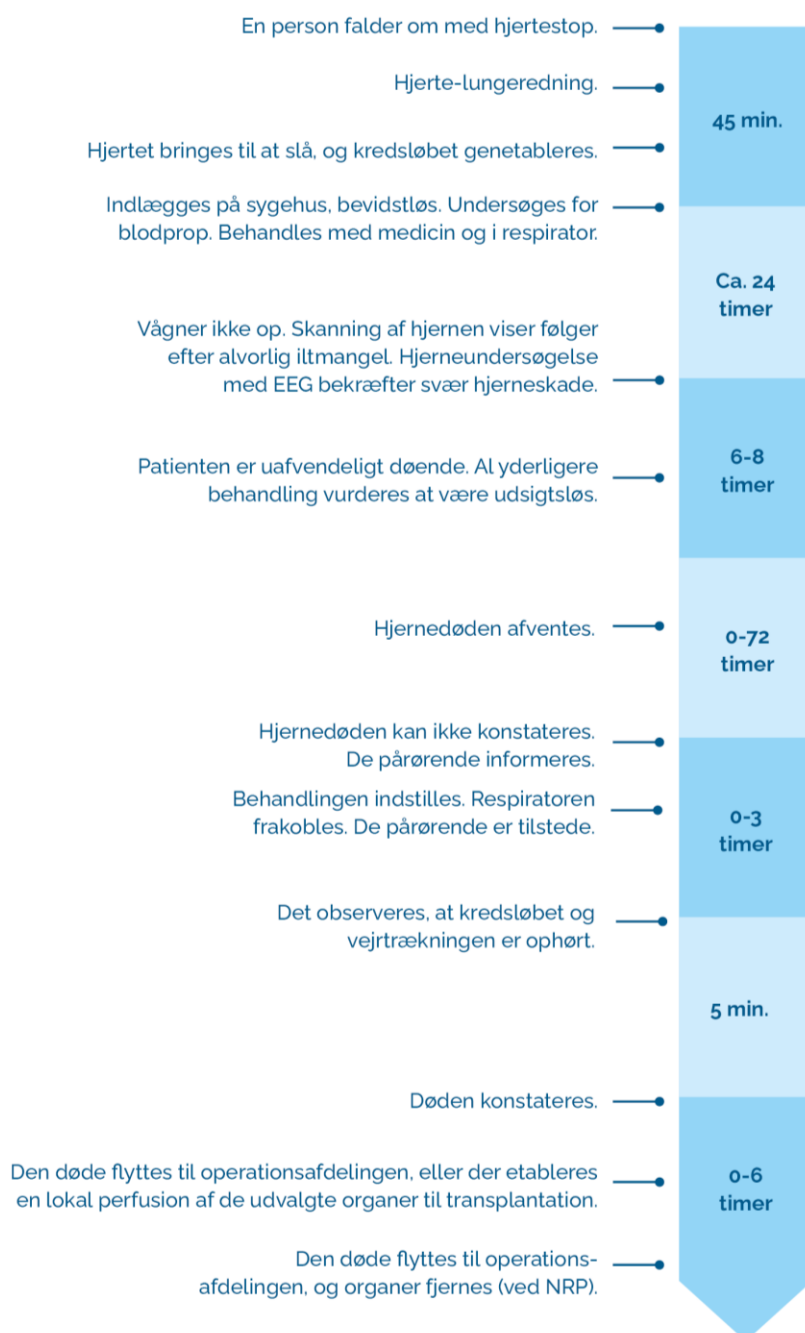 En person falder om med hjertestop.
Hjerte-lungeredning.
45 min.
Hjertet bringes til at slå, og kredsløbet genetableres.
Indlægges på sygehus, bevidstløs. Undersøges for
blodprop. Behandles med medicin og i respirator.
Ca. 24
timer
Vågner ikke op. Skanning af hjernen viser følger
efter alvorlig iltmangel. Hjerneundersøgelse
med EEG bekræfter svær hjerneskade.
6-8
timer
Patienten er uafvendeligt døende. Al yderligere
behandling vurderes at være udsigtsløs.
Hjernedøden afventes.
0-72
timer
Hjernedøden kan ikke konstateres.
De pårørende informeres.
Behandlingen indstilles. Respiratoren
frakobles. De pårørende er tilstede.
0-3
timer
Det observeres, at kredsløbet og
vejrtrækningen er ophørt.
5 min.
Døden konstateres.
Den døde flyttes til operationsafdelingen, eller der etableres
en lokal perfusion af de udvalgte organer til transplantation.
0-6
timer
Den døde flyttes til operations-
afdelingen, og organer fjernes (ved NRP).